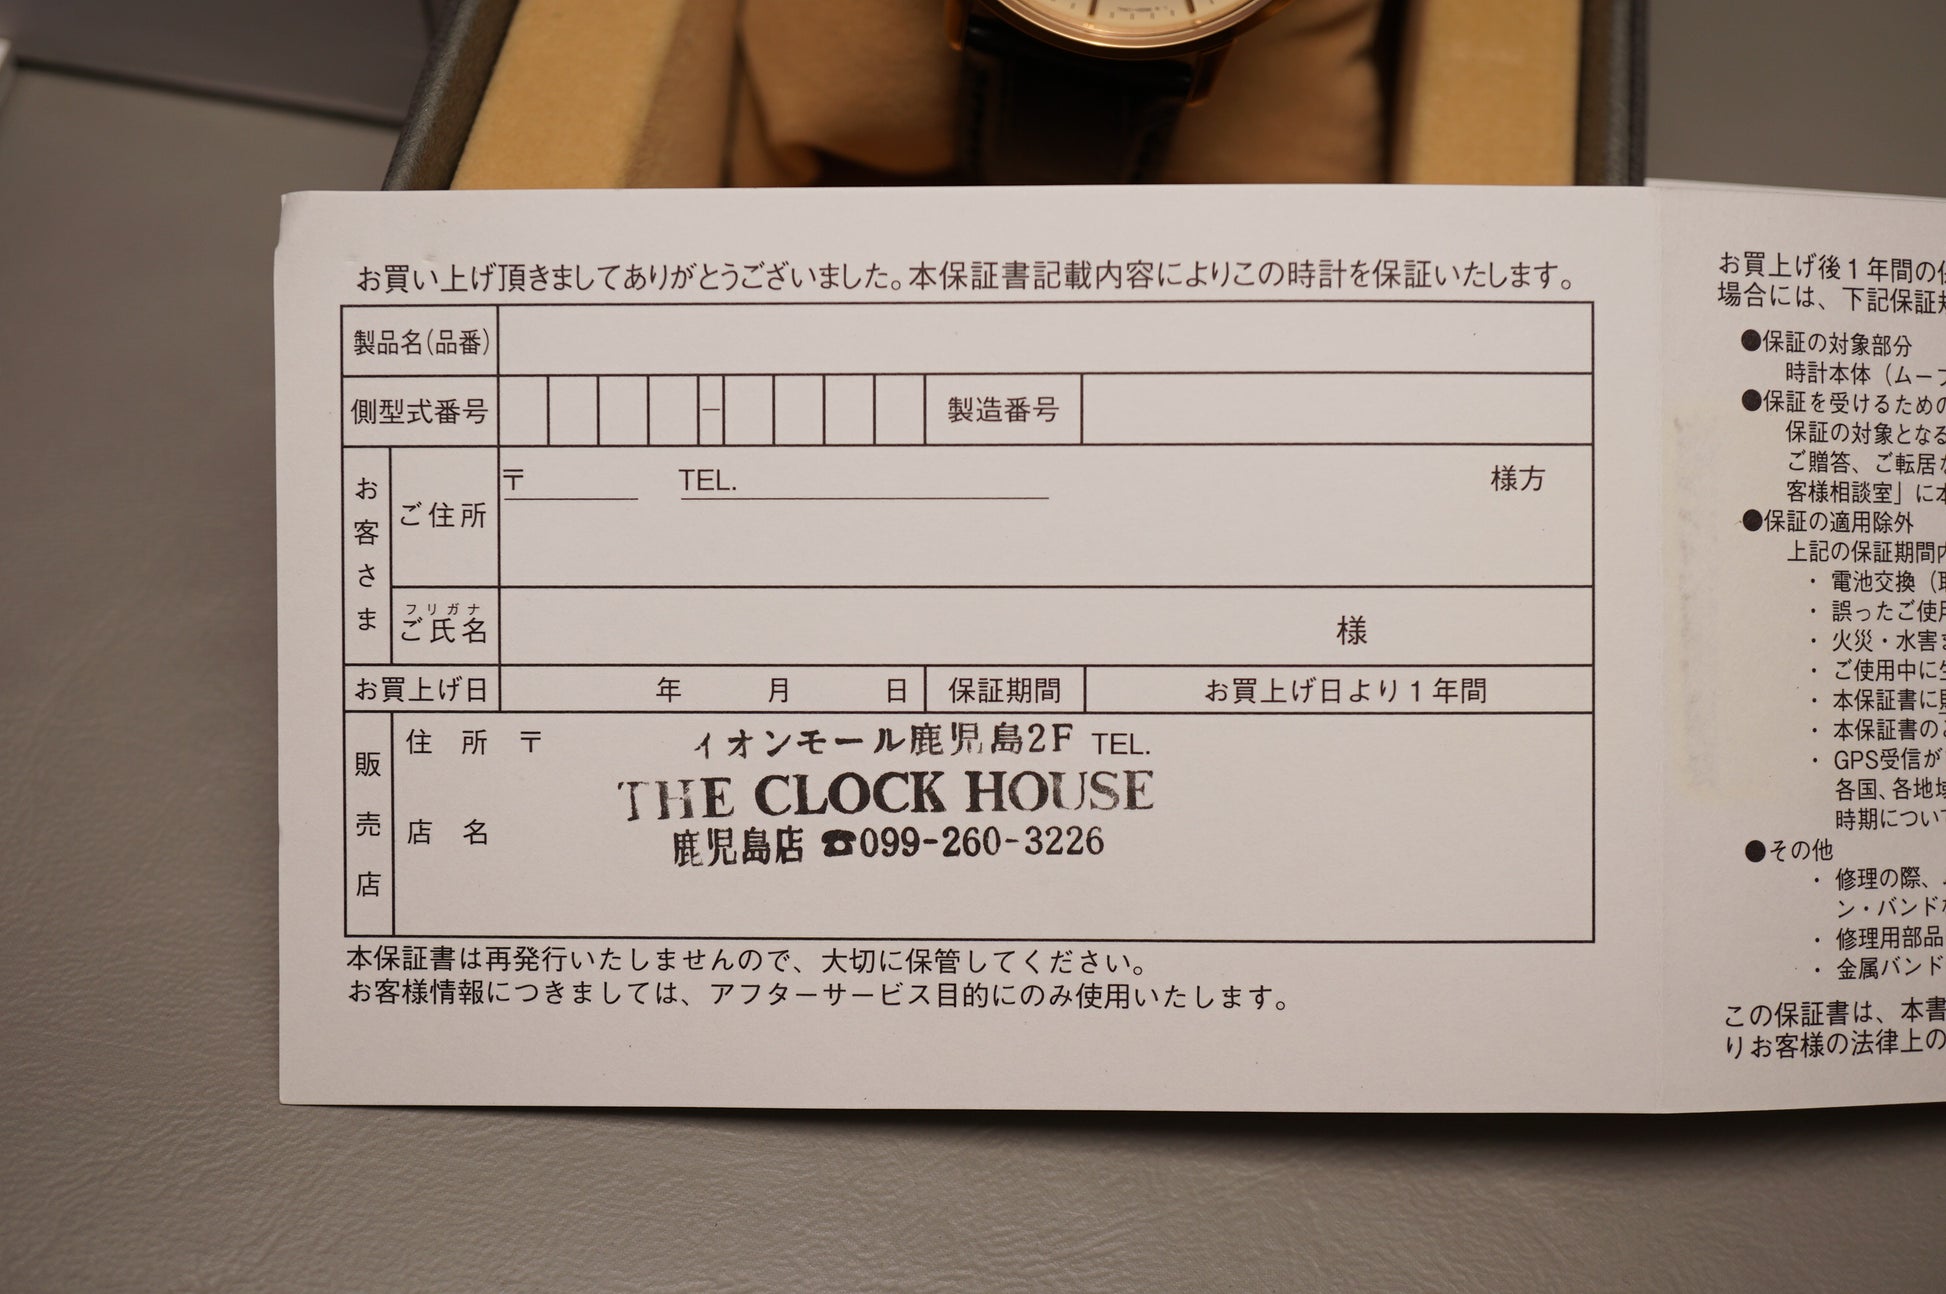 お買い上げ頂きましてありがとうございました。本保証書記載内容によりこの時計を保証いたします。
製品名(品番)
側型式番号 － 製造番号
お客さま
ご住所 〒 TEL. 様方
フリガナ
ご氏名 様
お買上げ日 年 月 日 保証期間 お買上げ日より1年間
販売店
住所 〒 イオンモール鹿児島2F TEL.
THE CLOCK HOUSE
店名 鹿児島店 ☎099-260-3226
本保証書は再発行いたしませんので、大切に保管してください。
お客様情報につきましては、アフターサービス目的にのみ使用いたします。
お買上げ後1年間の
場合には、下記保証
●保証の対象部分
時計本体（ムー
●保証を受けるための
保証の対象となる
ご贈答、ご転居
客様相談室」に
●保証の適用除外
上記の保証期間
・電池交換（
・誤ったご使
・火災・水害
・ご使用中に
・本保証書に
・本保証書の
・GPS受信が
各国、各地域
時期につい
●その他
・修理の際、
ン・バンド
・修理用部品
・金属バンド
この保証書は、本書
りお客様の法律上の